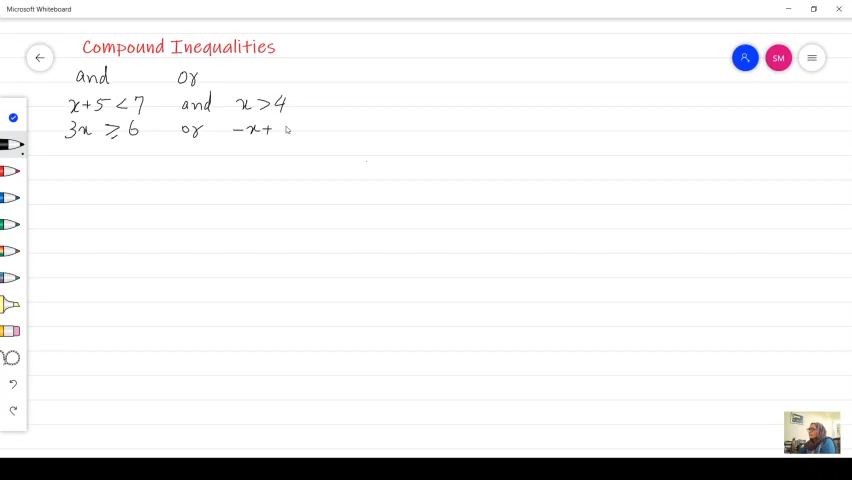 Microsoft Whiteboard
Compound Inequalities
SM
and or
x+5 < 7 and x > 4
3x ≥ 6 or -x+